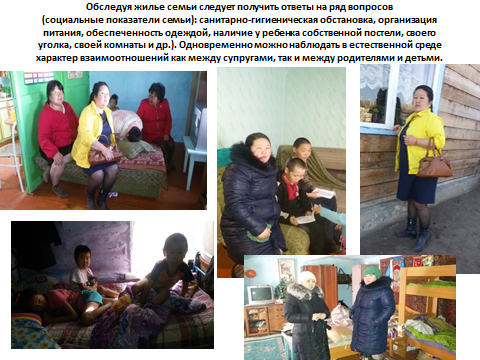 Обследуя жилье семьи следует получить ответы на ряд вопросов
(социальные показатели семьи): санитарно-гигиеническая обстановка, организация
питания, обеспеченность одеждой, наличие у ребенка собственной постели, своего
уголка, своей комнаты и др.). Одновременно можно наблюдать в естественной среде
характер взаимоотношений как между супругами, так и между родителями и детьми.